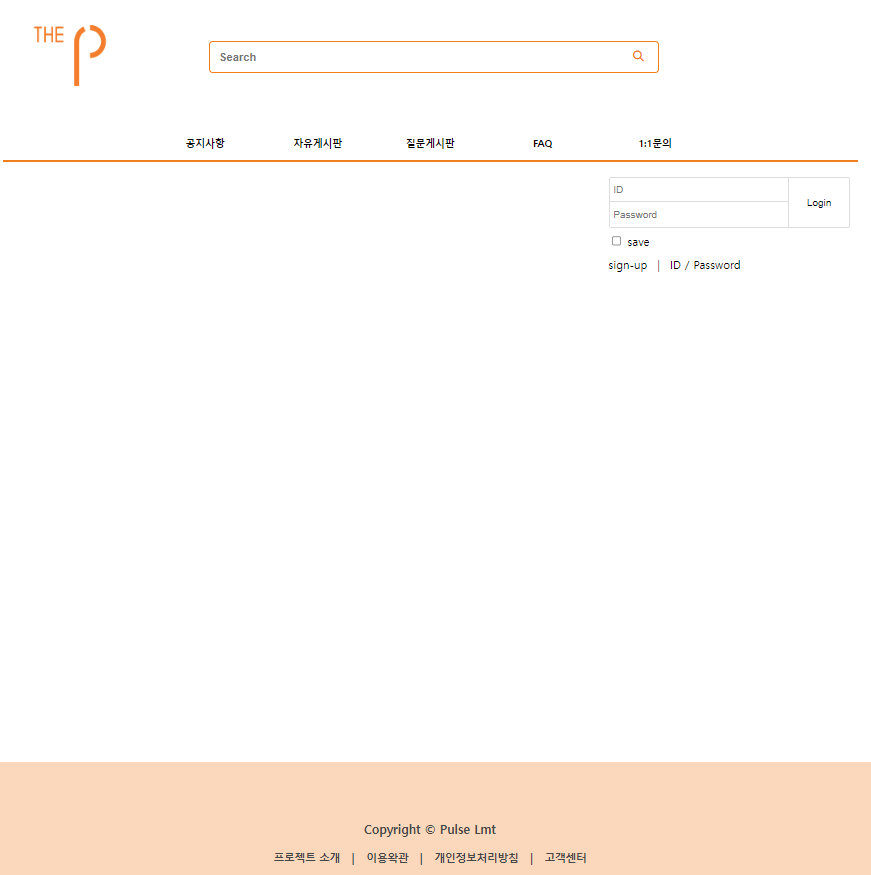 THE P
Search
공지사항 자유게시판 질문게시판 FAQ 1:1문의
ID
Login
Password
save
sign-up | ID / Password
Copyright © Pulse Lmt
프로젝트 소개 | 이용왁관 | 개인정보처리방침 | 고객센터